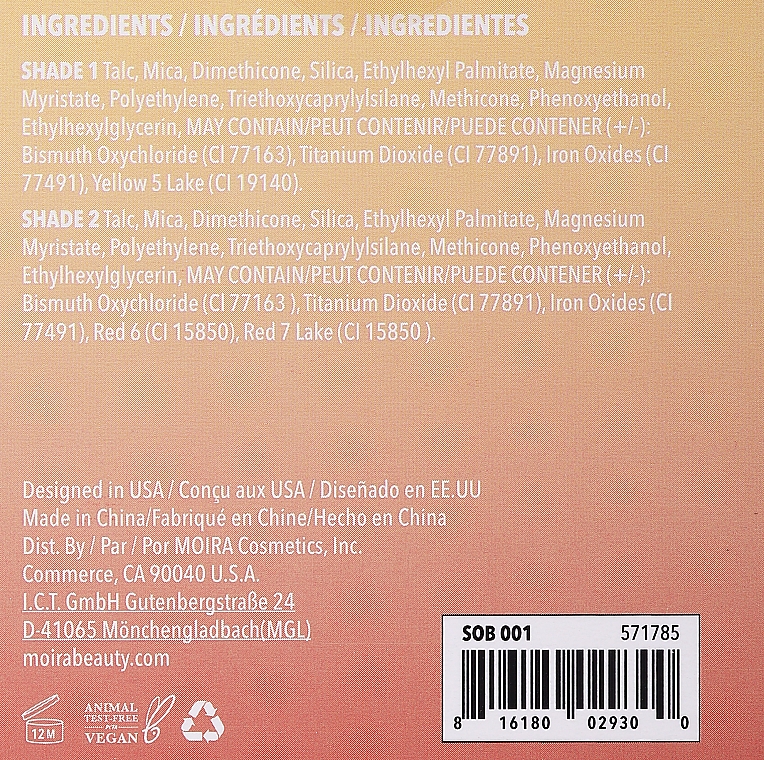 INGREDIENTS / INGRÉDIENTS / INGREDIENTES
SHADE 1 Talc, Mica, Dimethicone, Silica, Ethylhexyl Palmitate, Magnesium
Myristate, Polyethylene, Triethoxycaprylylsilane, Methicone, Phenoxyethanol,
Ethylhexylglycerin, MAY CONTAIN/PEUT CONTENIR/PUEDE CONTENER (+/-):
Bismuth Oxychloride (CI 77163), Titanium Dioxide (CI 77891), Iron Oxides (CI
77491), Yellow 5 Lake (CI 19140).
SHADE 2 Talc, Mica, Dimethicone, Silica, Ethylhexyl Palmitate, Magnesium
Myristate, Polyethylene, Triethoxycaprylylsilane, Methicone, Phenoxyethanol,
Ethylhexylglycerin, MAY CONTAIN/PEUT CONTENIR/PUEDE CONTENER (+/-):
Bismuth Oxychloride (CI 77163 ), Titanium Dioxide (CI 77891), Iron Oxides (CI
77491), Red 6 (CI 15850), Red 7 Lake (CI 15850 ).
Designed in USA / Conçu aux USA / Diseñado en EE.UU
Made in China/Fabriqué en Chine/Hecho en China
Dist. By / Par / Por MOIRA Cosmetics, Inc.
Commerce, CA 90040 U.S.A.
I.C.T. GmbH Gutenbergstraße 24
D-41065 Mönchengladbach(MGL)
moirabeauty.com
12M
ANIMAL
TEST-FREE
VEGAN
SOB 001 571785
8 16180 02930 0